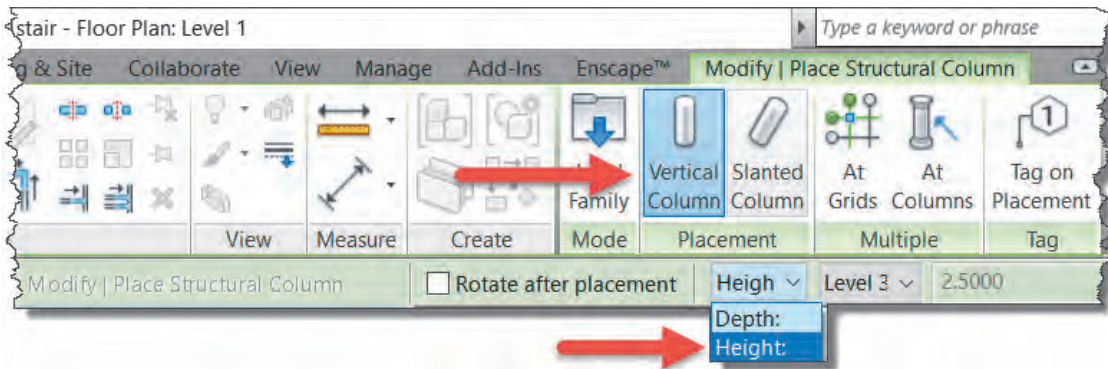 stair - Floor Plan: Level 1
Type a keyword or phrase
g & Site Collaborate View Manage Add-Ins Enscape™ Modify | Place Structural Column
Family
Vertical Column
Slanted Column
At Grids
At Columns
Tag on Placement
View Measure Create Mode Placement Multiple Tag
Modify | Place Structural Column Rotate after placement Heigh Level 3 2.5000
Depth:
Height: